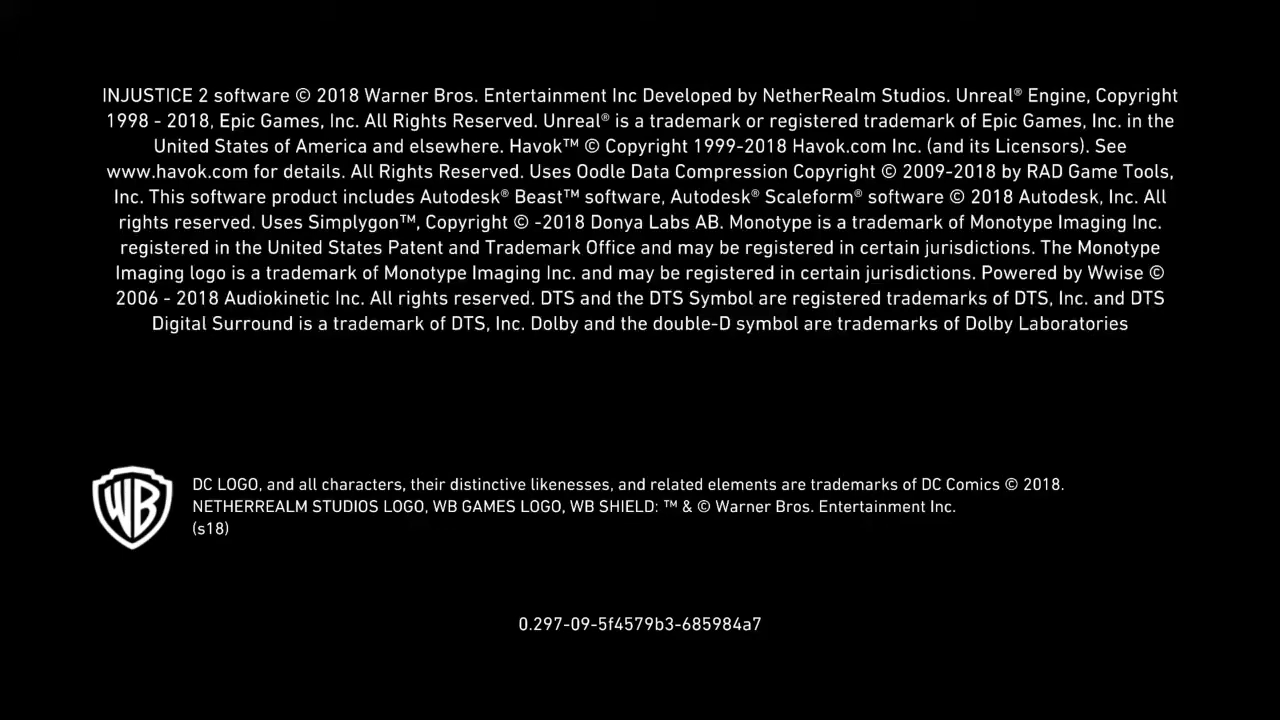 INJUSTICE 2 software © 2018 Warner Bros. Entertainment Inc Developed by NetherRealm Studios. Unreal® Engine, Copyright
1998 - 2018, Epic Games, Inc. All Rights Reserved. Unreal® is a trademark or registered trademark of Epic Games, Inc. in the
United States of America and elsewhere. Havok™ © Copyright 1999-2018 Havok.com Inc. (and its Licensors). See
www.havok.com for details. All Rights Reserved. Uses Oodle Data Compression Copyright © 2009-2018 by RAD Game Tools,
Inc. This software product includes Autodesk® Beast™ software, Autodesk® Scaleform® software © 2018 Autodesk, Inc. All
rights reserved. Uses Simplygon™, Copyright © -2018 Donya Labs AB. Monotype is a trademark of Monotype Imaging Inc.
registered in the United States Patent and Trademark Office and may be registered in certain jurisdictions. The Monotype
Imaging logo is a trademark of Monotype Imaging Inc. and may be registered in certain jurisdictions. Powered by Wwise ©
2006 - 2018 Audiokinetic Inc. All rights reserved. DTS and the DTS Symbol are registered trademarks of DTS, Inc. and DTS
Digital Surround is a trademark of DTS, Inc. Dolby and the double-D symbol are trademarks of Dolby Laboratories
WB
DC LOGO, and all characters, their distinctive likenesses, and related elements are trademarks of DC Comics © 2018.
NETHERREALM STUDIOS LOGO, WB GAMES LOGO, WB SHIELD: ™ & © Warner Bros. Entertainment Inc.
(s18)
0.297-09-5f4579b3-685984a7